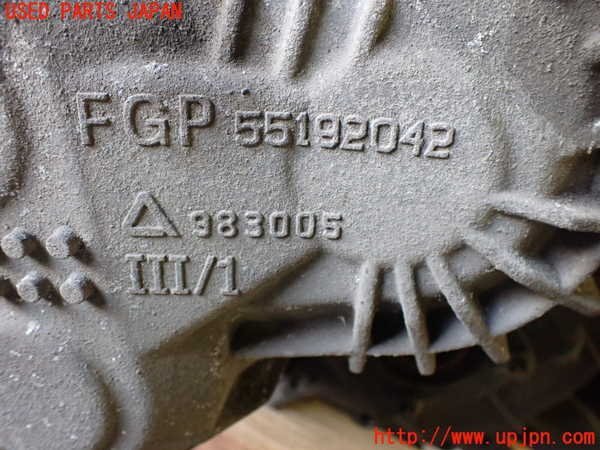 USED PARTS JAPAN
FGP 55192042
△ 983005
III/1
http://www.upjpn.com/